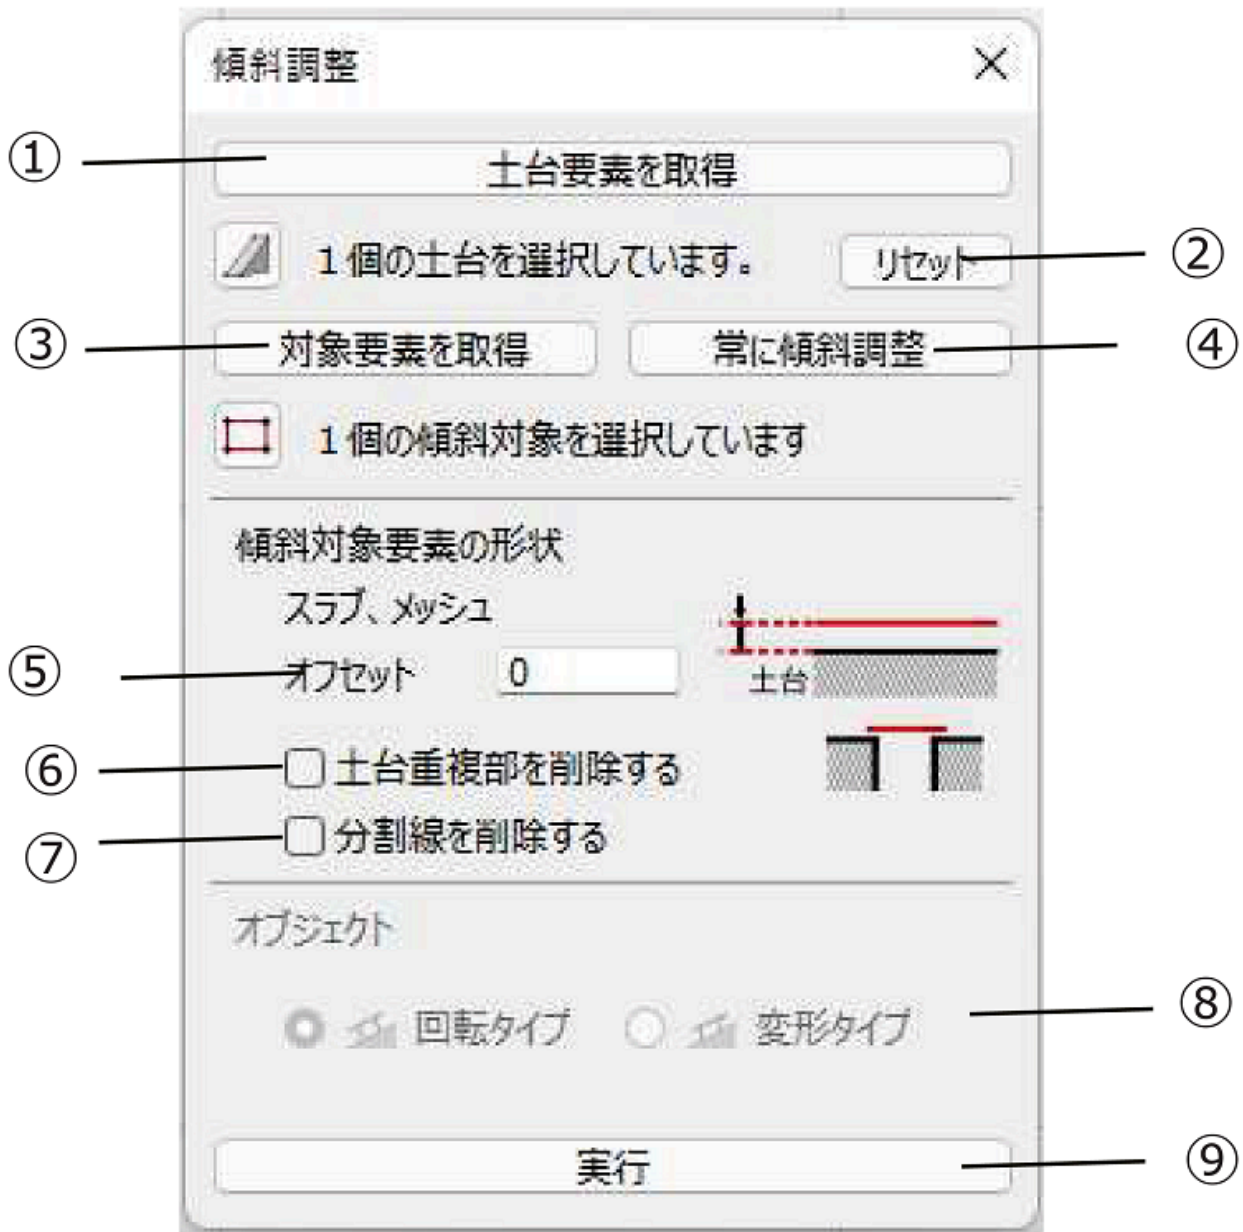 傾斜調整
① 土台要素を取得
1個の土台を選択しています。 リセット ②
③ 対象要素を取得 常に傾斜調整 ④
1個の傾斜対象を選択しています
傾斜対象要素の形状
スラブ、メッシュ
⑤ オフセット 0 土台
⑥ 土台重複部を削除する
⑦ 分割線を削除する
オブジェクト
回転タイプ 変形タイプ ⑧
実行 ⑨